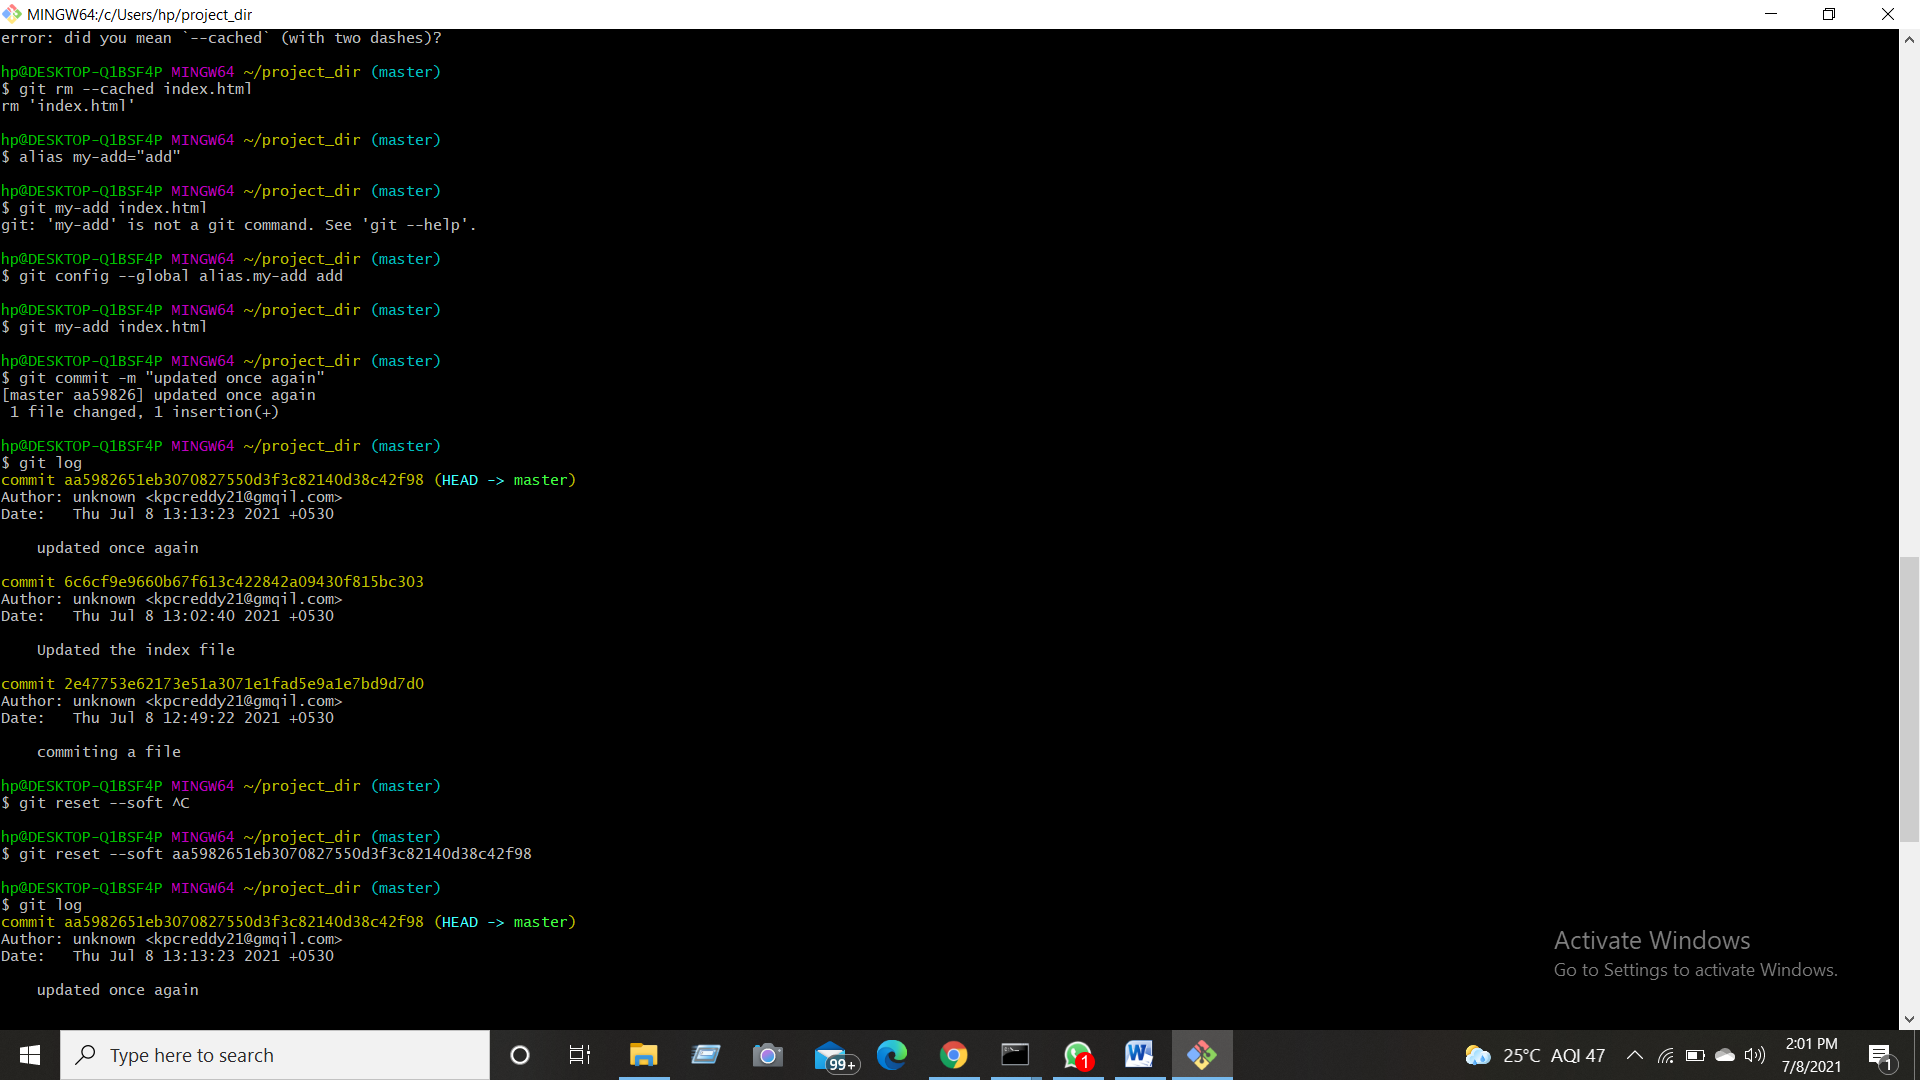 MINGW64:/c/Users/hp/project_dir
error: did you mean `--cached` (with two dashes)?
hp@DESKTOP-Q1BSF4P MINGW64 ~/project_dir (master)
$ git rm --cached index.html
rm 'index.html'
hp@DESKTOP-Q1BSF4P MINGW64 ~/project_dir (master)
$ alias my-add="add"
hp@DESKTOP-Q1BSF4P MINGW64 ~/project_dir (master)
$ git my-add index.html
git: 'my-add' is not a git command. See 'git --help'.
hp@DESKTOP-Q1BSF4P MINGW64 ~/project_dir (master)
$ git config --global alias.my-add add
hp@DESKTOP-Q1BSF4P MINGW64 ~/project_dir (master)
$ git my-add index.html
hp@DESKTOP-Q1BSF4P MINGW64 ~/project_dir (master)
$ git commit -m "updated once again"
[master aa59826] updated once again
1 file changed, 1 insertion(+)
hp@DESKTOP-Q1BSF4P MINGW64 ~/project_dir (master)
$ git log
commit aa5982651eb3070827550d3f3c82140d38c42f98 (HEAD -> master)
Author: unknown <kpcreddy21@gmqil.com>
Date:   Thu Jul 8 13:13:23 2021 +0530
updated once again
commit 6c6cf9e9660b67f613c422842a09430f815bc303
Author: unknown <kpcreddy21@gmqil.com>
Date:   Thu Jul 8 13:02:40 2021 +0530
Updated the index file
commit 2e47753e62173e51a3071e1fad5e9a1e7bd9d7d0
Author: unknown <kpcreddy21@gmqil.com>
Date:   Thu Jul 8 12:49:22 2021 +0530
commiting a file
hp@DESKTOP-Q1BSF4P MINGW64 ~/project_dir (master)
$ git reset --soft ^C
hp@DESKTOP-Q1BSF4P MINGW64 ~/project_dir (master)
$ git reset --soft aa5982651eb3070827550d3f3c82140d38c42f98
hp@DESKTOP-Q1BSF4P MINGW64 ~/project_dir (master)
$ git log
commit aa5982651eb3070827550d3f3c82140d38c42f98 (HEAD -> master)
Author: unknown <kpcreddy21@gmqil.com>
Date:   Thu Jul 8 13:13:23 2021 +0530
updated once again
Activate Windows
Go to Settings to activate Windows.
Type here to search
99+
1
25°C AQI 47
2:01 PM
7/8/2021
1